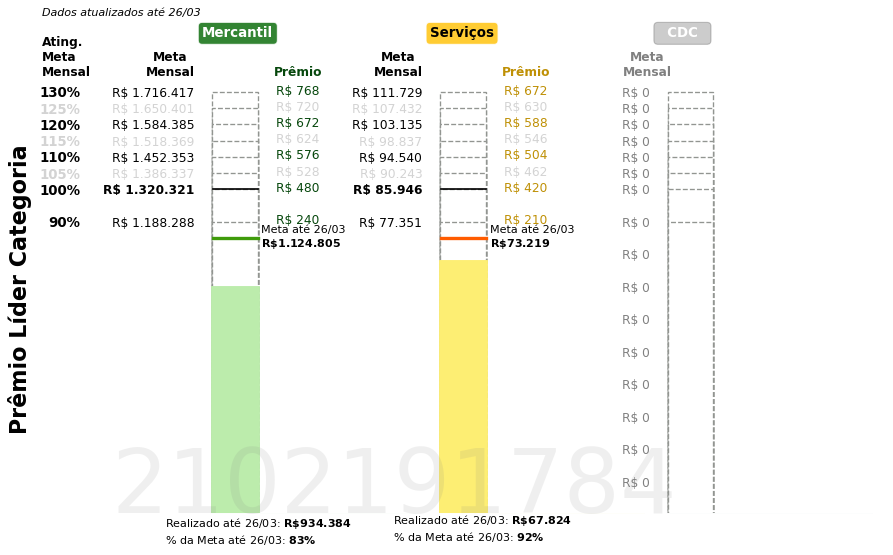 Dados atualizados até 26/03
Mercantil Serviços CDC
Ating. Meta Mensal
Meta Mensal Prêmio Meta Mensal Prêmio Meta Mensal
130% R$ 1.716.417 R$ 768 R$ 111.729 R$ 672 R$ 0
125% R$ 1.650.401 R$ 720 R$ 107.432 R$ 630 R$ 0
120% R$ 1.584.385 R$ 672 R$ 103.135 R$ 588 R$ 0
115% R$ 1.518.369 R$ 624 R$ 98.837 R$ 546 R$ 0
110% R$ 1.452.353 R$ 576 R$ 94.540 R$ 504 R$ 0
105% R$ 1.386.337 R$ 528 R$ 90.243 R$ 462 R$ 0
100% R$ 1.320.321 R$ 480 R$ 85.946 R$ 420 R$ 0
90% R$ 1.188.288 R$ 240 R$ 77.351 R$ 210 R$ 0
Meta até 26/03 Meta até 26/03
R$1.124.805 R$73.219
R$ 0
R$ 0
R$ 0
R$ 0
R$ 0
R$ 0
R$ 0
R$ 0
Prêmio Líder Categoria
2102191784
Realizado até 26/03: R$934.384 Realizado até 26/03: R$67.824
% da Meta até 26/03: 83% % da Meta até 26/03: 92%